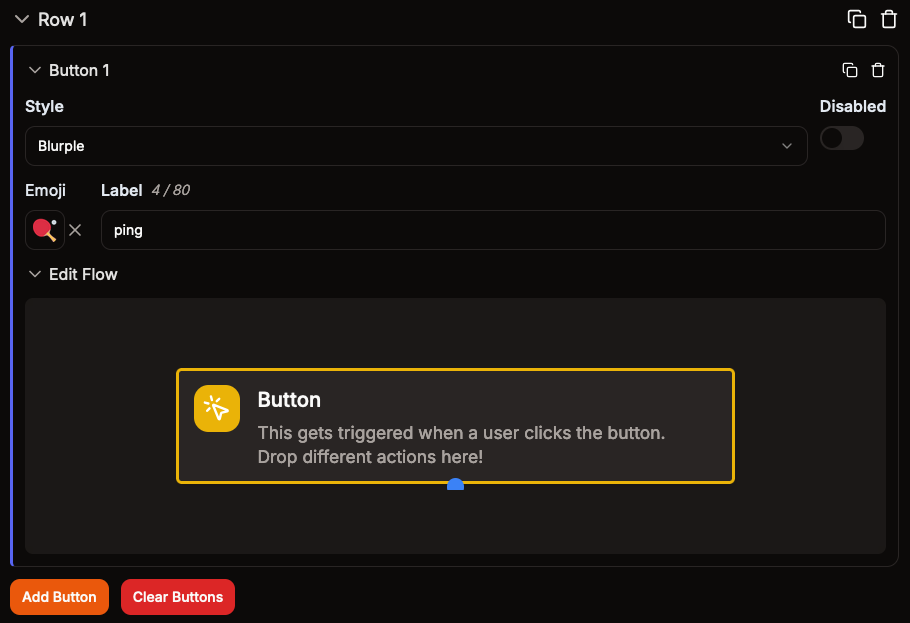 Row 1
Button 1
Style
Disabled
Blurple
Emoji
Label 4 / 80
ping
Edit Flow
Button
This gets triggered when a user clicks the button.
Drop different actions here!
Add Button
Clear Buttons